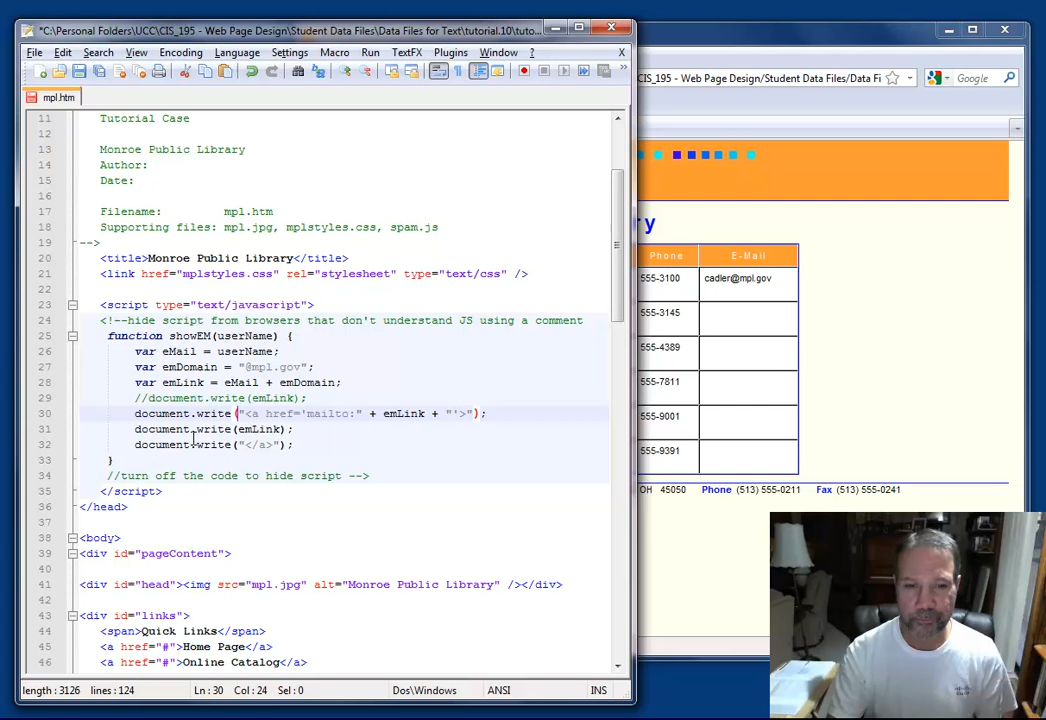 *C:\Personal Folders\UCC\CIS_195 - Web Page Design\Student Data Files\Data Files for Text\tutorial.10\tuto...
File Edit Search View Encoding Language Settings Macro Run TextFX Plugins Window ? X
mpl.htm
11 Tutorial Case
12
13 Monroe Public Library
14 Author:
15 Date:
16
17 Filename: mpl.htm
18 Supporting files: mpl.jpg, mplstyles.css, spam.js
19 -->
20 <title>Monroe Public Library</title>
21 <link href="mplstyles.css" rel="stylesheet" type="text/css" />
22
23 <script type="text/javascript">
24 <!--hide script from browsers that don't understand JS using a comment
25 function showEM(userName) {
26 var eMail = userName;
27 var emDomain = "@mpl.gov";
28 var emLink = eMail + emDomain;
29 //document.write(emLink);
30 document.write("<a href='mailto:" + emLink + "'>");
31 document.write(emLink);
32 document.write("</a>");
33 }
34 //turn off the code to hide script -->
35 </script>
36 </head>
37
38 <body>
39 <div id="pageContent">
40
41 <div id="head"><img src="mpl.jpg" alt="Monroe Public Library" /></div>
42
43 <div id="links">
44 <span>Quick Links</span>
45 <a href="#">Home Page</a>
46 <a href="#">Online Catalog</a>
length : 3126 lines : 124 Ln : 30 Col : 24 Sel : 0 Dos\Windows ANSI INS
CIS_195 - Web Page Design/Student Data Files/Data Fi
Google
ry
Phone E-Mail
555-3100 cadler@mpl.gov
555-3145
555-4389
555-7811
555-9001
555-9391
OH 45050 Phone (513) 555-0211 Fax (513) 555-0241